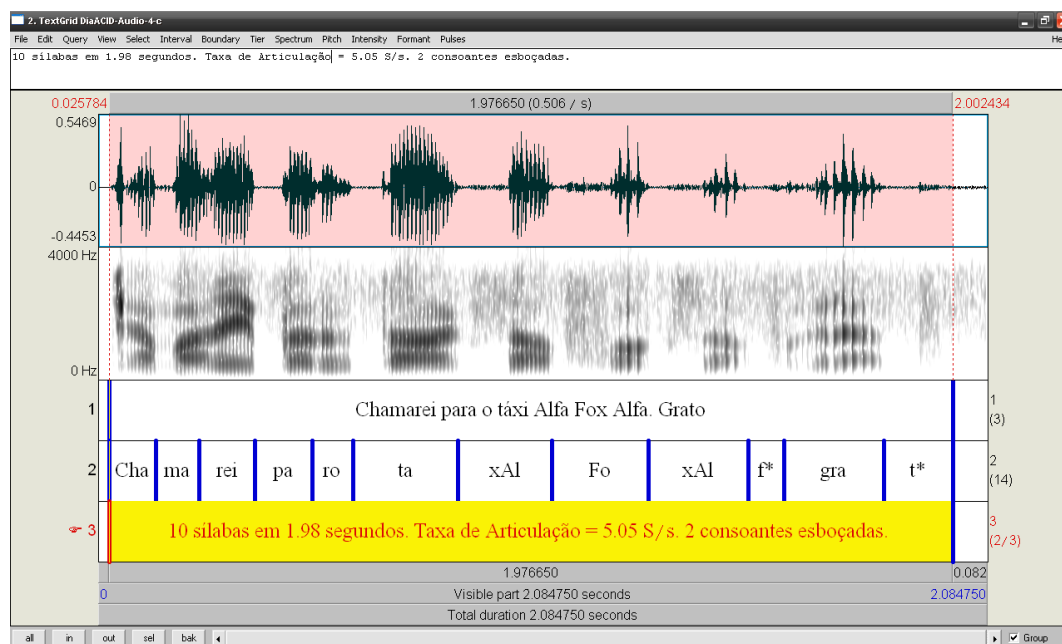 2. TextGrid DiaACID-Audio-4-c
File Edit Query View Select Interval Boundary Tier Spectrum Pitch Intensity Formant Pulses He
10 sílabas em 1.98 segundos. Taxa de Articulação = 5.05 S/s. 2 consoantes esboçadas.
0.025784 1.976650 (0.506 / s) 2.002434
0.5469
0
-0.4453
4000 Hz
0 Hz
1 Chamarei para o táxi Alfa Fox Alfa. Grato 1
(3)
2 Cha ma rei pa ro ta xAl Fo xAl f* gra t* 2
(14)
3 10 sílabas em 1.98 segundos. Taxa de Articulação = 5.05 S/s. 2 consoantes esboçadas. 3
(2/3)
1.976650 0.082
0 Visible part 2.084750 seconds 2.084750
Total duration 2.084750 seconds
all in out sel bak Group